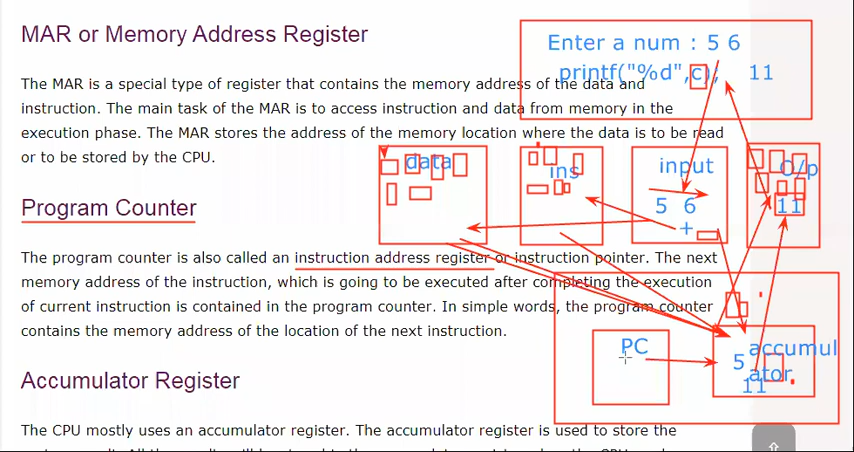 MAR or Memory Address Register
Enter a num : 5 6
printf("%d",c); 11
The MAR is a special type of register that contains the memory address of the data and
instruction. The main task of the MAR is to access instruction and data from memory in the
execution phase. The MAR stores the address of the memory location where the data is to be read
or to be stored by the CPU.
data
ins
input
5 6
+
O/p
11
Program Counter
The program counter is also called an instruction address register or instruction pointer. The next
memory address of the instruction, which is going to be executed after completing the execution
of current instruction is contained in the program counter. In simple words, the program counter
contains the memory address of the location of the next instruction.
PC
5
accumul
ator
11
Accumulator Register
The CPU mostly uses an accumulator register. The accumulator register is used to store the